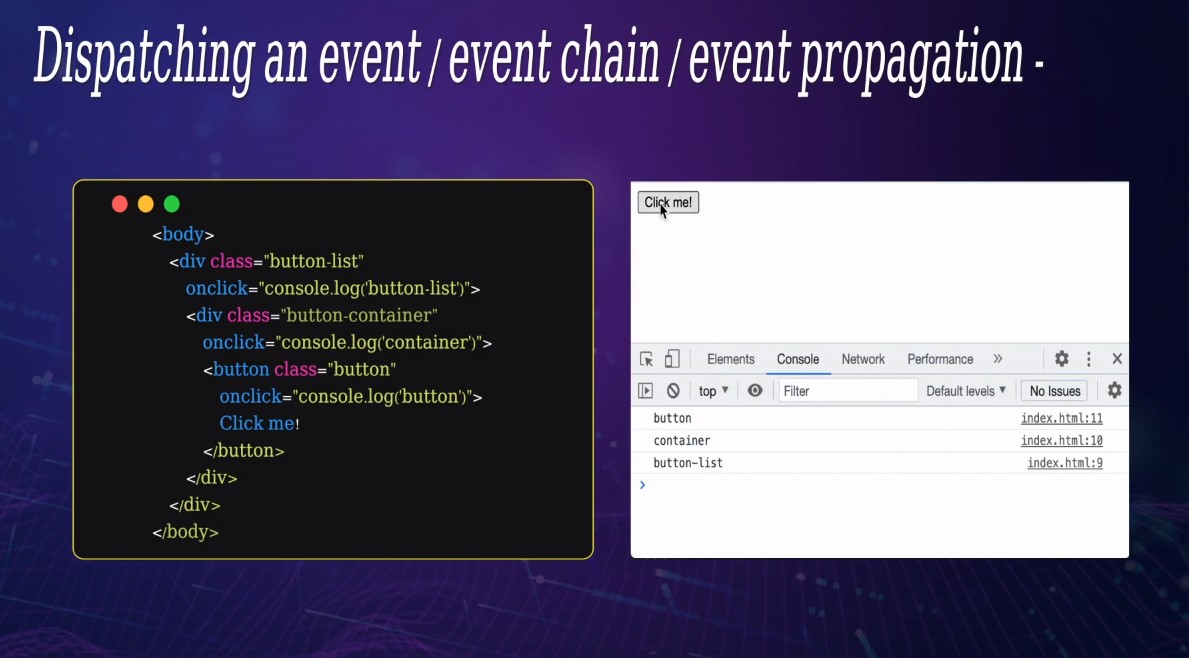 Dispatching an event / event chain / event propagation -
<body>
<div class="button-list"
onclick="console.log('button-list')">
<div class="button-container"
onclick="console.log('container')">
<button class="button"
onclick="console.log('button')">
Click me!
</button>
</div>
</div>
</body>
Click me!
Elements Console Network Performance »
top ▼ Filter Default levels ▼ No Issues
button index.html:11
container index.html:10
button-list index.html:9
›